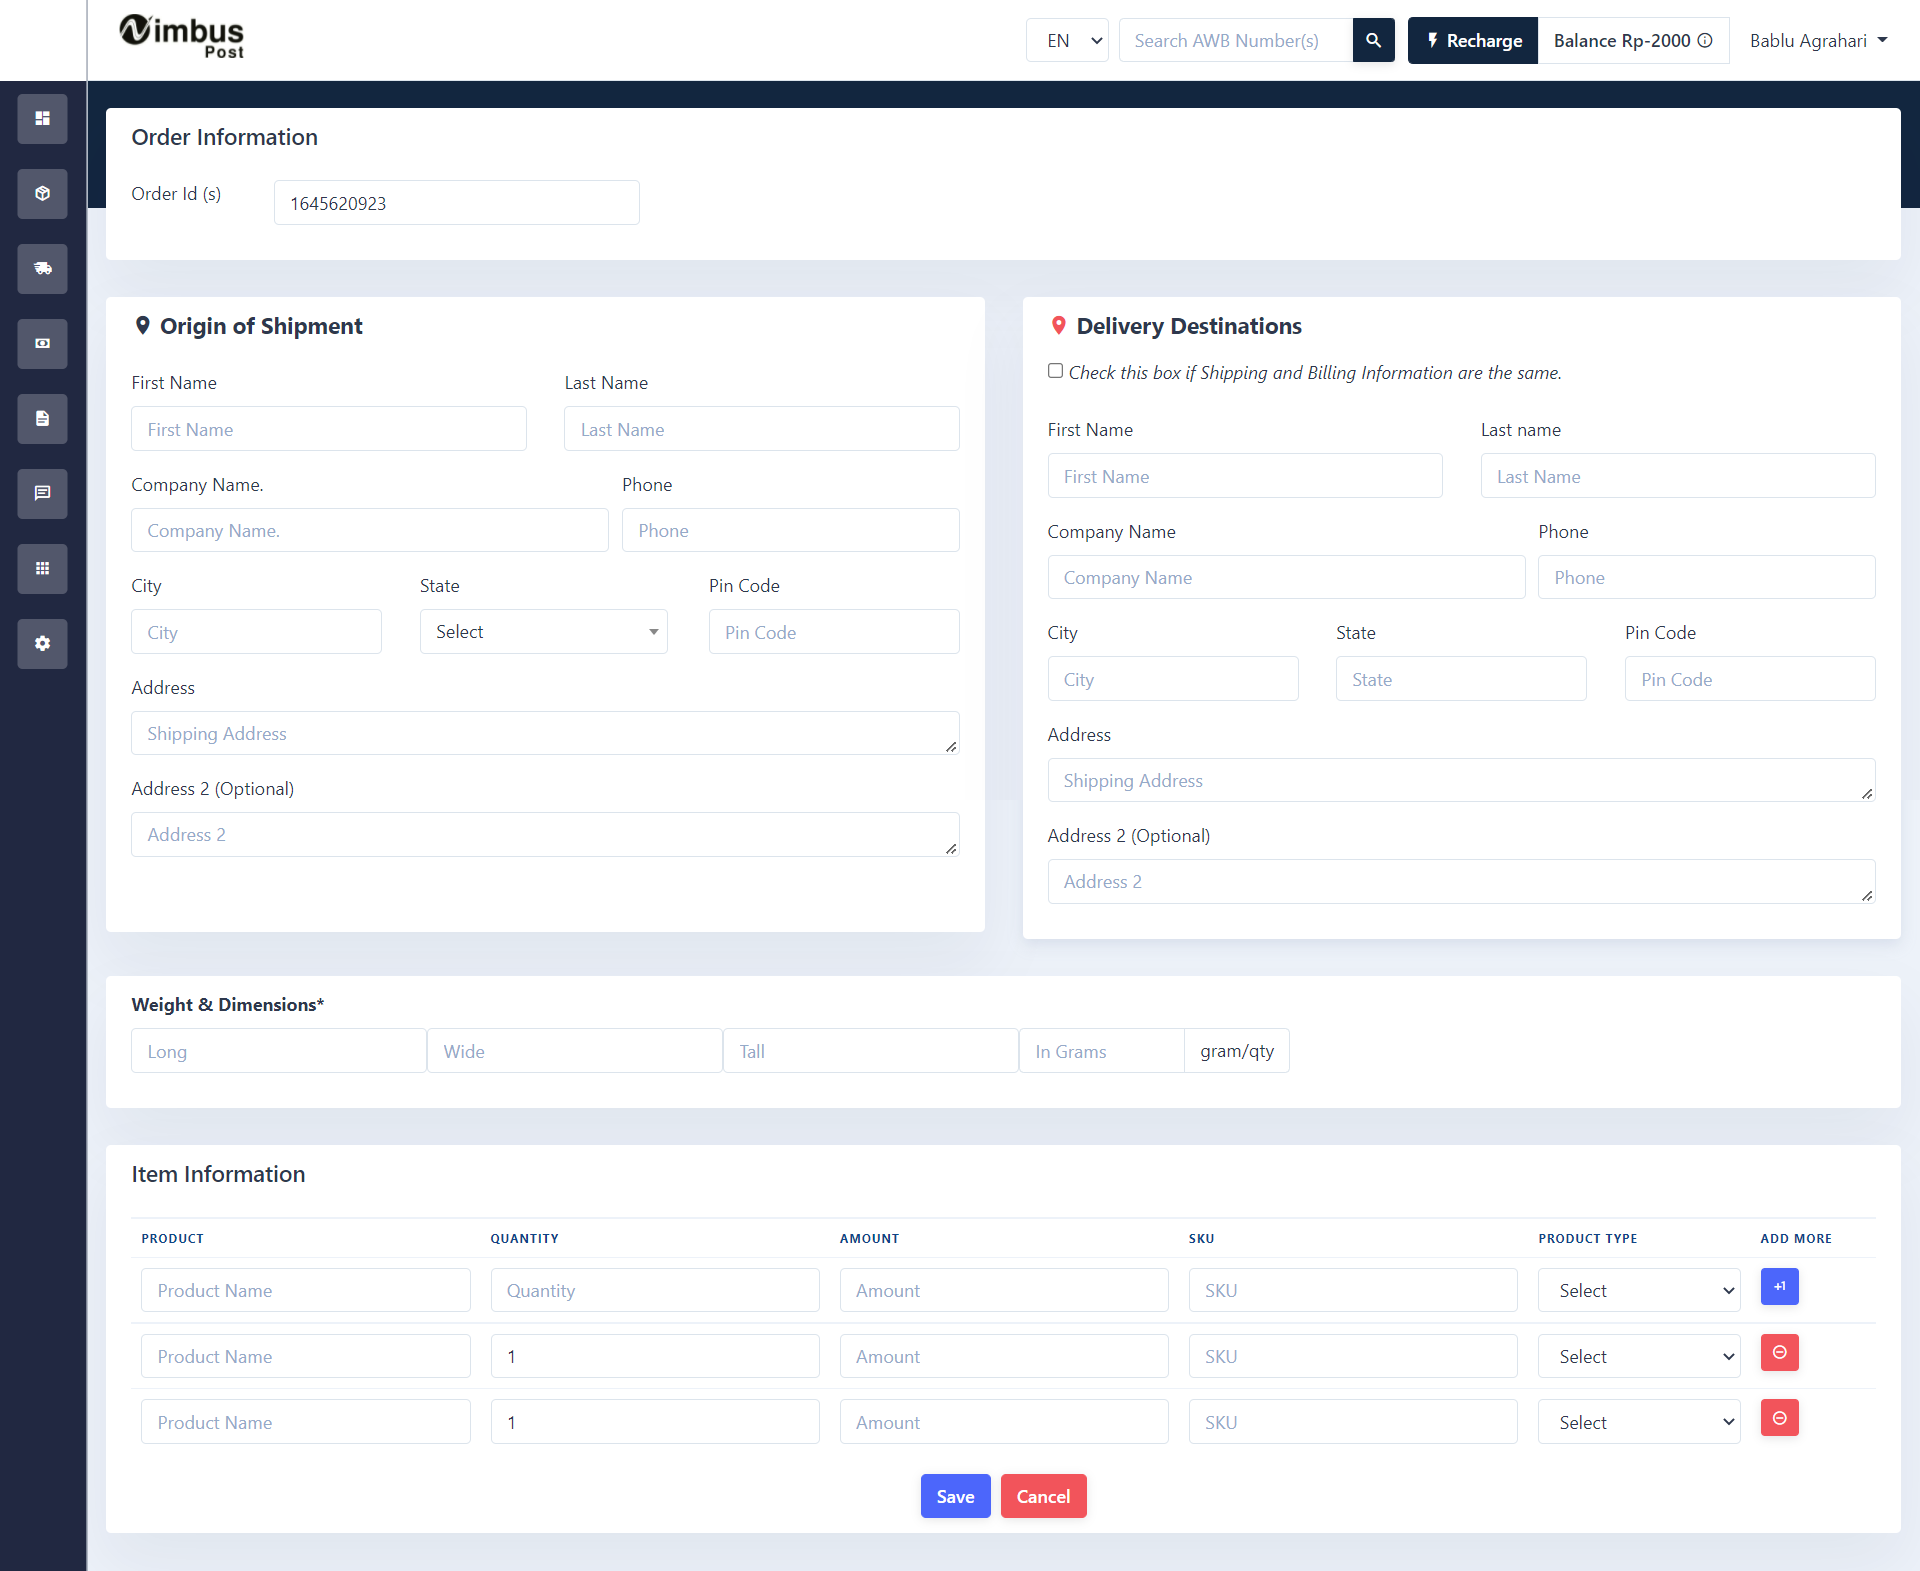 Nimbus
Post
EN
Search AWB Number(s)
Recharge
Balance Rp-2000
Bablu Agrahari
Order Information
Order Id (s)
1645620923
Origin of Shipment
First Name
Last Name
First Name
Last Name
Company Name.
Phone
Company Name.
Phone
City
State
Pin Code
City
Select
Pin Code
Address
Shipping Address
Address 2 (Optional)
Address 2
Delivery Destinations
Check this box if Shipping and Billing Information are the same.
First Name
Last name
First Name
Last Name
Company Name
Phone
Company Name
Phone
City
State
Pin Code
City
State
Pin Code
Address
Shipping Address
Address 2 (Optional)
Address 2
Weight & Dimensions*
Long
Wide
Tall
In Grams
gram/qty
Item Information
PRODUCT
QUANTITY
AMOUNT
SKU
PRODUCT TYPE
ADD MORE
Product Name
Quantity
Amount
SKU
Select
+1
Product Name
1
Amount
SKU
Select
Product Name
1
Amount
SKU
Select
Save
Cancel